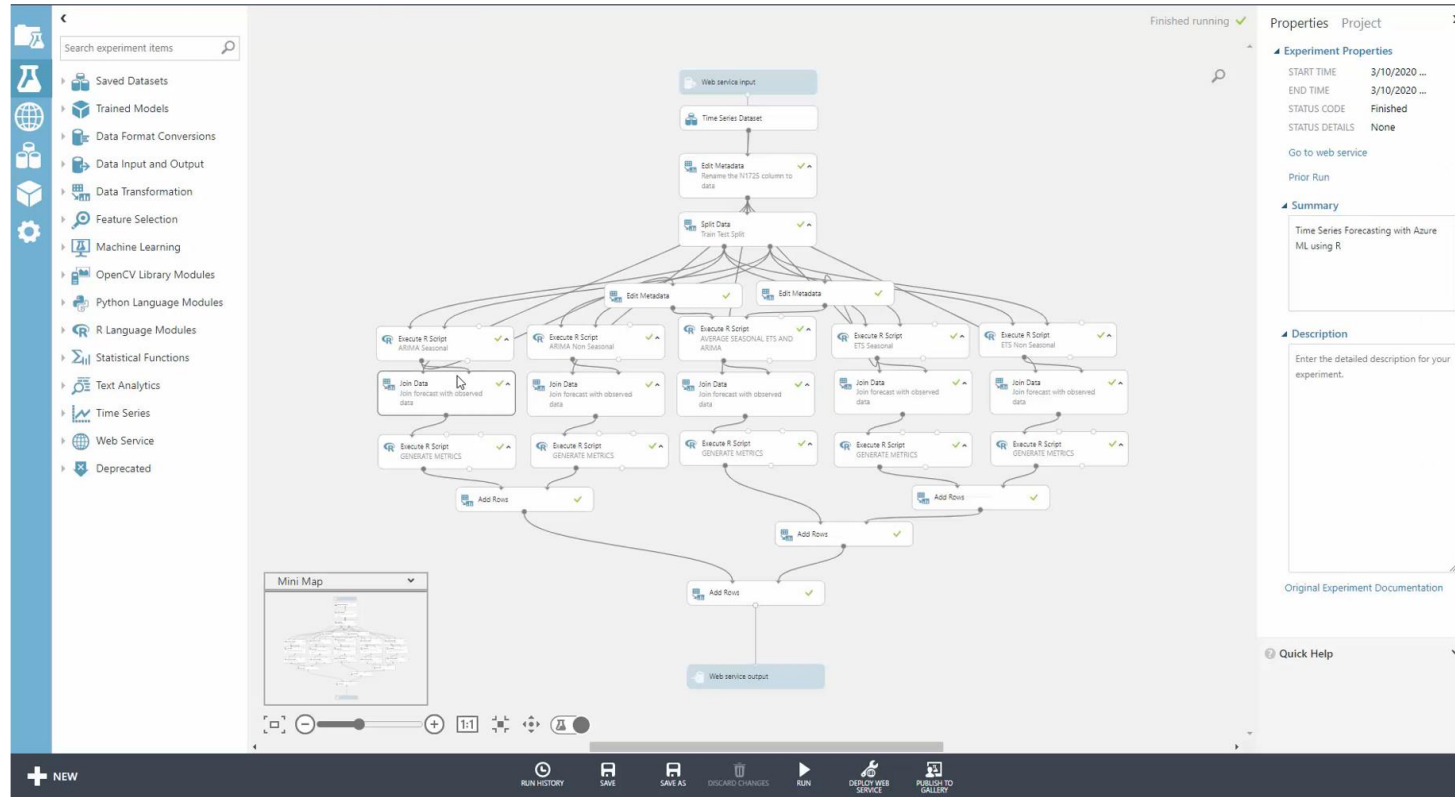 Search experiment items
Saved Datasets
Trained Models
Data Format Conversions
Data Input and Output
Data Transformation
Feature Selection
Machine Learning
OpenCV Library Modules
Python Language Modules
R Language Modules
Statistical Functions
Text Analytics
Time Series
Web Service
Deprecated
Finished running
Web service input
Time Series Dataset
Edit Metadata
Rename the N1725 column to
data
Split Data
Train Test Split
Edit Metadata
Edit Metadata
Execute R Script
ARIMA Seasonal
Execute R Script
ARIMA Non Seasonal
Execute R Script
AVERAGE SEASONAL ETS AND
ARIMA
Execute R Script
ETS Seasonal
Execute R Script
ETS Non Seasonal
Join Data
Join forecast with observed
data
Join Data
Join forecast with observed
data
Join Data
Join forecast with observed
data
Join Data
Join forecast with observed
data
Join Data
Join forecast with observed
data
Execute R Script
GENERATE METRICS
Execute R Script
GENERATE METRICS
Execute R Script
GENERATE METRICS
Execute R Script
GENERATE METRICS
Execute R Script
GENERATE METRICS
Add Rows
Add Rows
Add Rows
Add Rows
Web service output
Mini Map
1:1
Properties Project
Experiment Properties
START TIME 3/10/2020 ...
END TIME 3/10/2020 ...
STATUS CODE Finished
STATUS DETAILS None
Go to web service
Prior Run
Summary
Time Series Forecasting with Azure
ML using R
Description
Enter the detailed description for your
experiment.
Original Experiment Documentation
Quick Help
NEW
RUN HISTORY
SAVE
SAVE AS
DISCARD CHANGES
RUN
DEPLOY WEB
SERVICE
PUBLISH TO
GALLERY